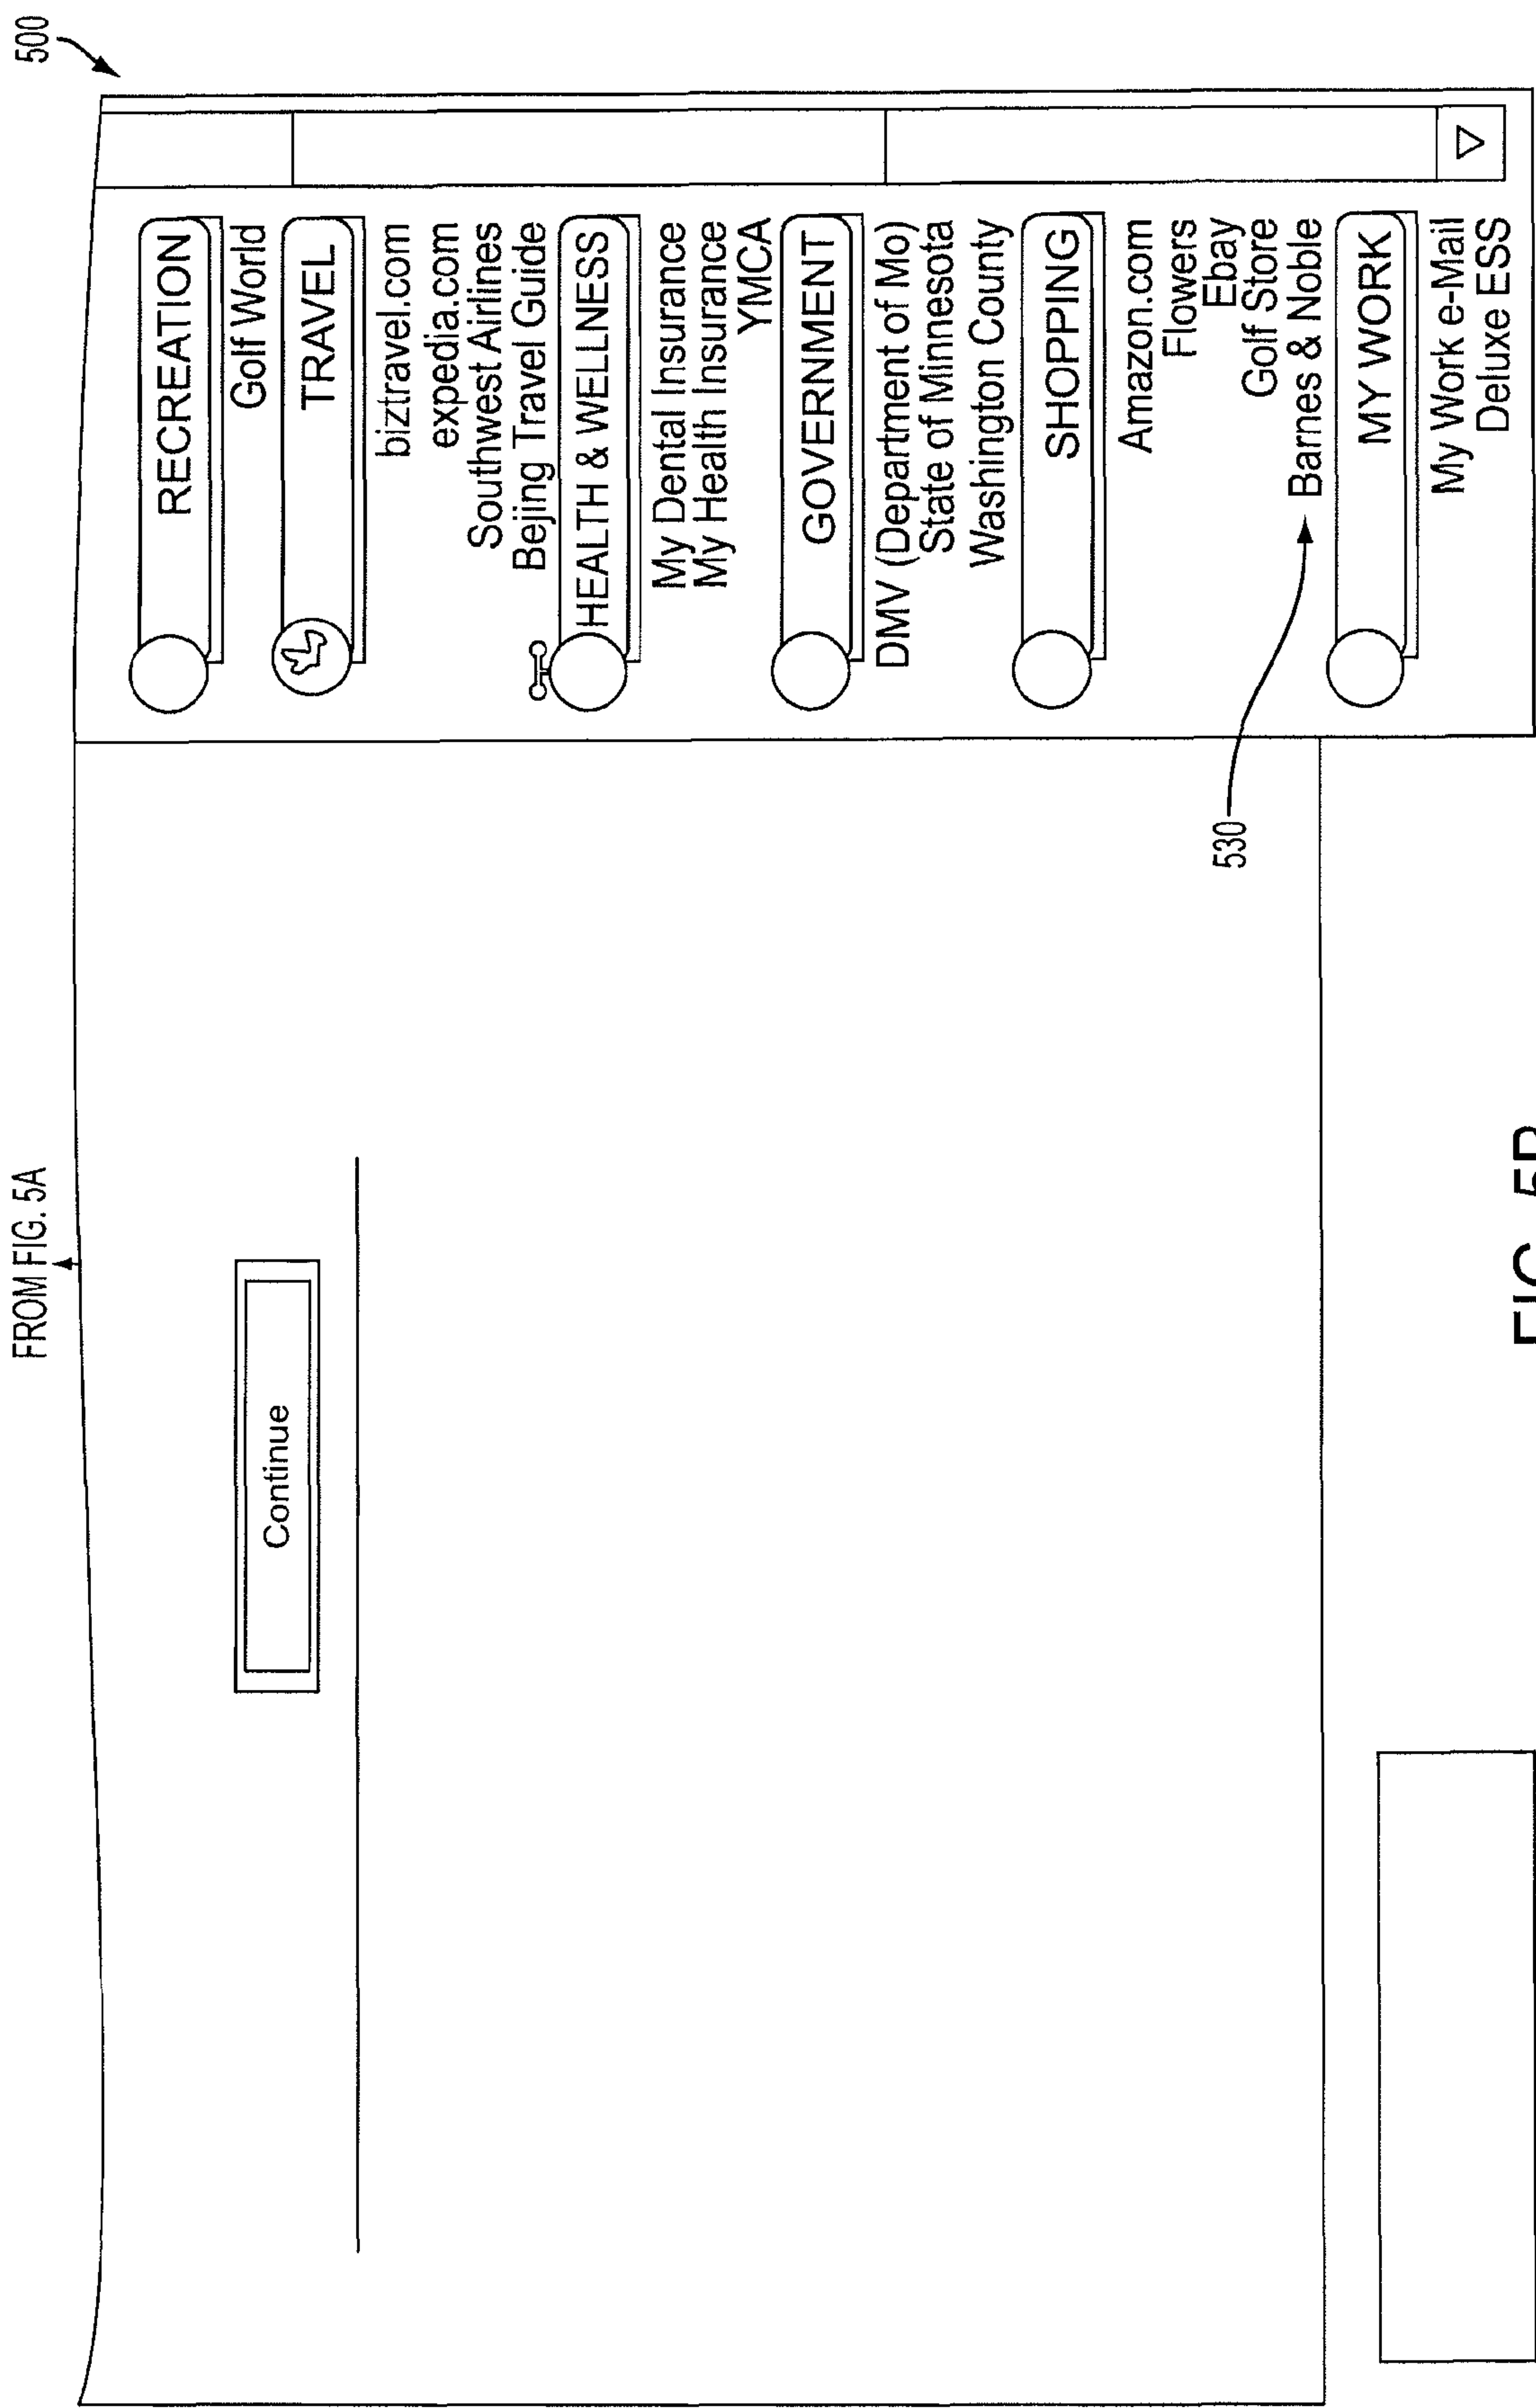 FROM FIG. 5A
500
Continue
RECREATION
Golf World
TRAVEL
biztravel.com
expedia.com
Southwest Airlines
Bejing Travel Guide
HEALTH & WELLNESS
My Dental Insurance
My Health Insurance
YMCA
GOVERNMENT
DMV (Department of Mo)
State of Minnesota
Washington County
SHOPPING
Amazon.com
Flowers
Ebay
Golf Store
Barnes & Noble
530
MY WORK
My Work e-Mail
Deluxe ESS
FIG. 5B